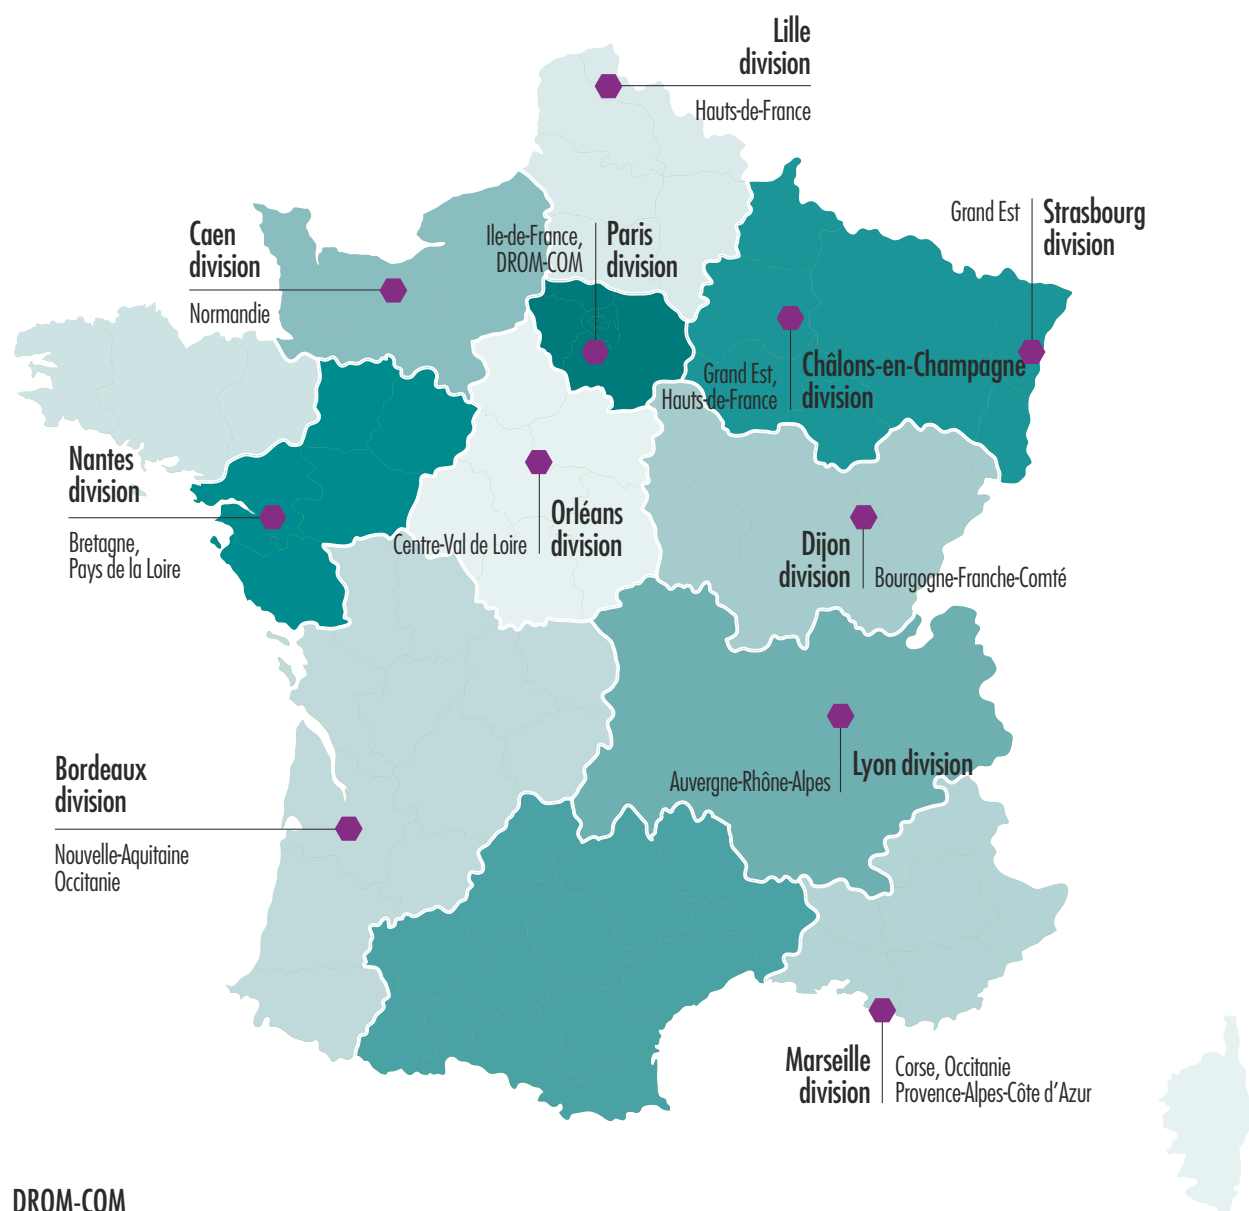 Lille
division
Hauts-de-France
Grand Est
Strasbourg
division
Caen
division
Normandie
Ile-de-France,
DROM-COM
Paris
division
Grand Est,
Hauts-de-France
Châlons-en-Champagne
division
Nantes
division
Bretagne,
Pays de la Loire
Centre-Val de Loire
Orléans
division
Dijon
division
Bourgogne-Franche-Comté
Bordeaux
division
Nouvelle-Aquitaine
Occitanie
Auvergne-Rhône-Alpes
Lyon division
Marseille
division
Corse, Occitanie
Provence-Alpes-Côte d'Azur
DROM-COM